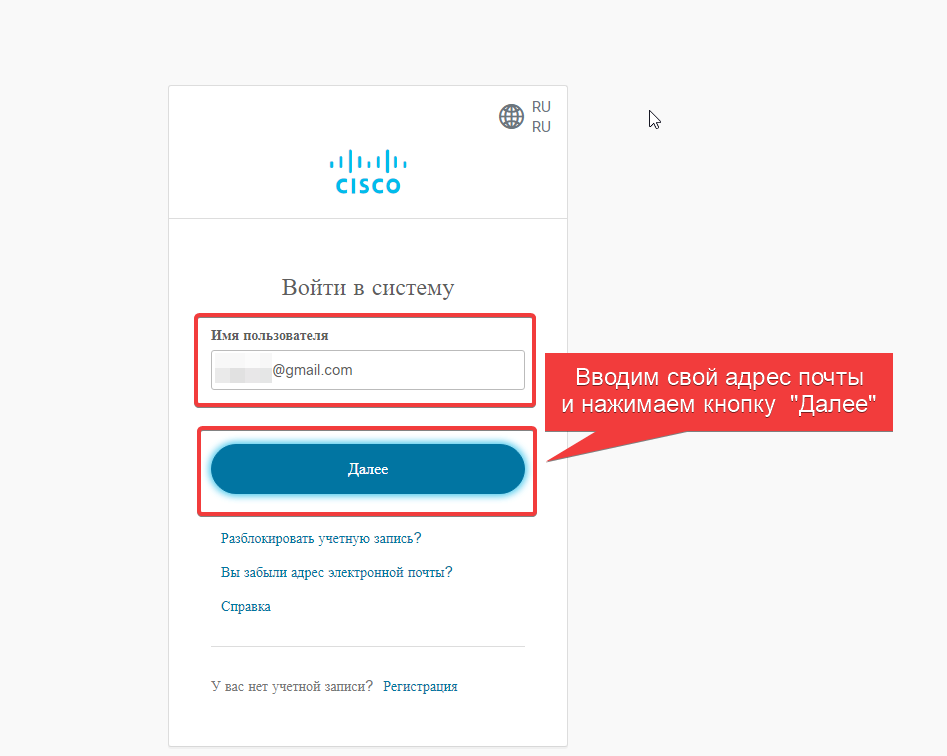 RU
RU
CISCO
Войти в систему
Имя пользователя
@gmail.com
Вводим свой адрес почты
и нажимаем кнопку "Далее"
Далее
Разблокировать учетную запись?
Вы забыли адрес электронной почты?
Справка
У вас нет учетной записи? Регистрация